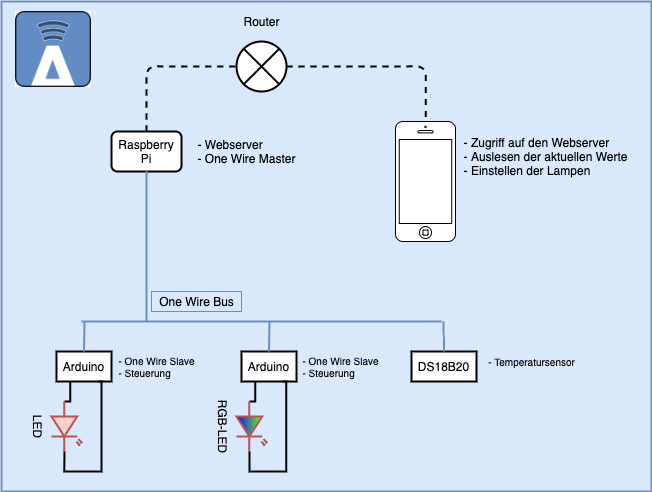 Router
Raspberry
Pi
- Webserver
- One Wire Master
- Zugriff auf den Webserver
- Auslesen der aktuellen Werte
- Einstellen der Lampen
One Wire Bus
Arduino
- One Wire Slave
- Steuerung
Arduino
- One Wire Slave
- Steuerung
DS18B20
- Temperatursensor
LED
RGB-LED